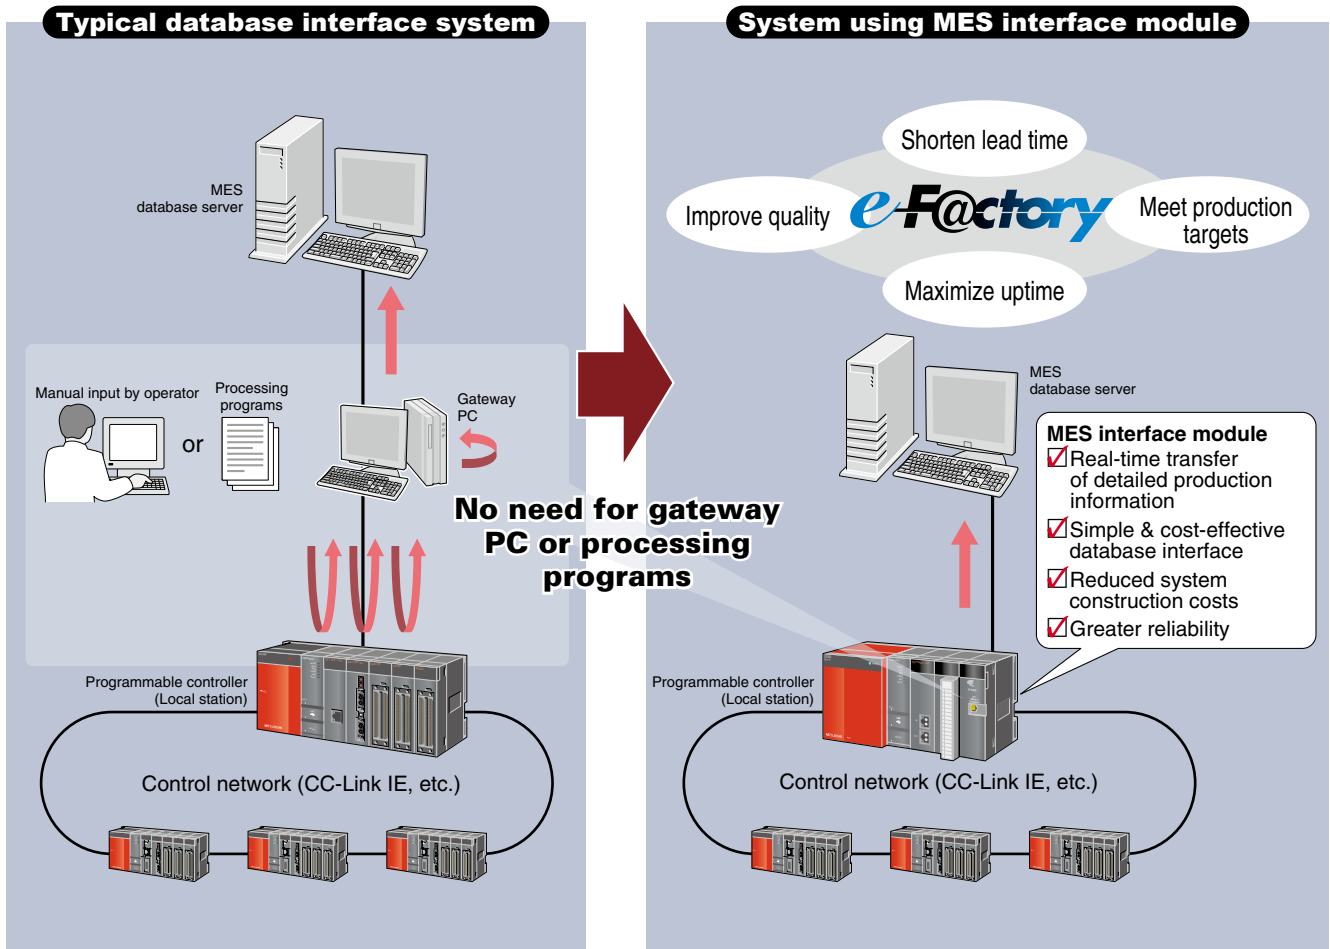 Typical database interface system
MES
database server
Manual input by operator
or
Processing
programs
Gateway
PC
No need for gateway
PC or processing
programs
Programmable controller
(Local station)
Control network (CC-Link IE, etc.)
System using MES interface module
Shorten lead time
Improve quality
e-F@ctory
Meet production
targets
Maximize uptime
MES
database server
MES interface module
Real-time transfer
of detailed production
information
Simple & cost-effective
database interface
Reduced system
construction costs
Greater reliability
Programmable controller
(Local station)
Control network (CC-Link IE, etc.)